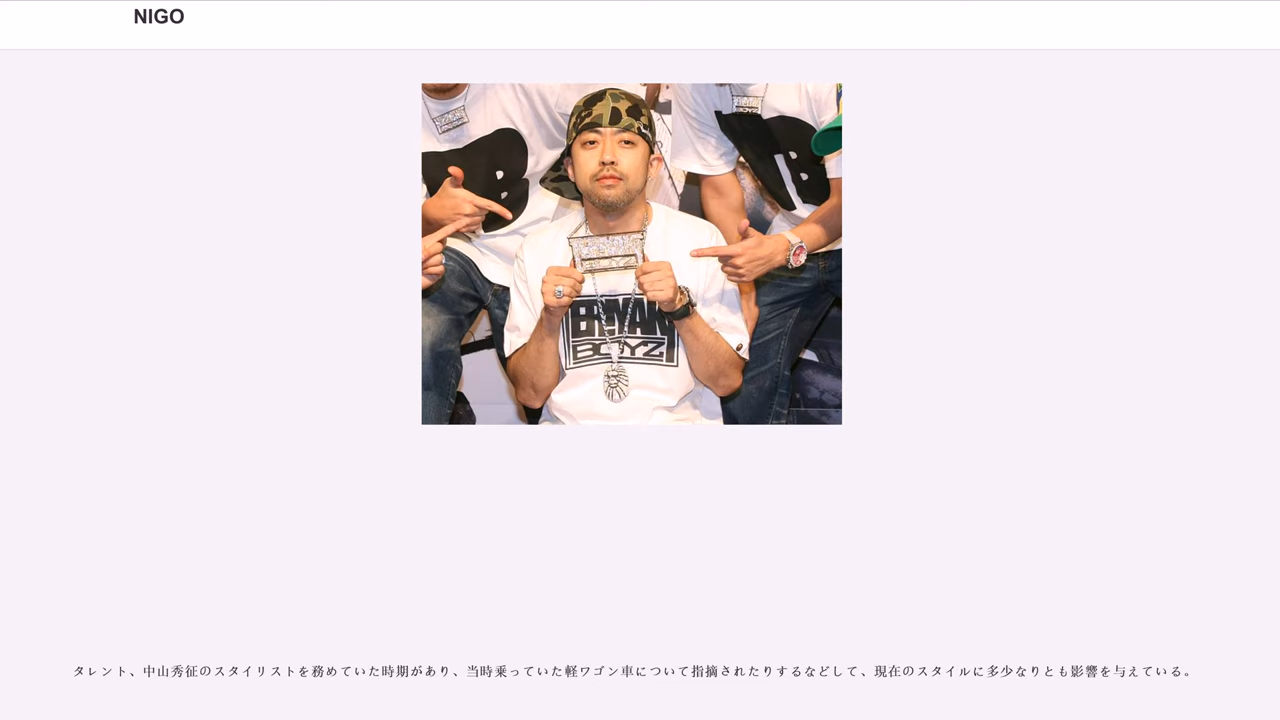 NIGO
B
B
BOYZ
タレント、中山秀征のスタイリストを務めていた時期があり、当時乗っていた軽ワゴン車について指摘されたりするなどして、現在のスタイルに多少なりとも影響を与えている。